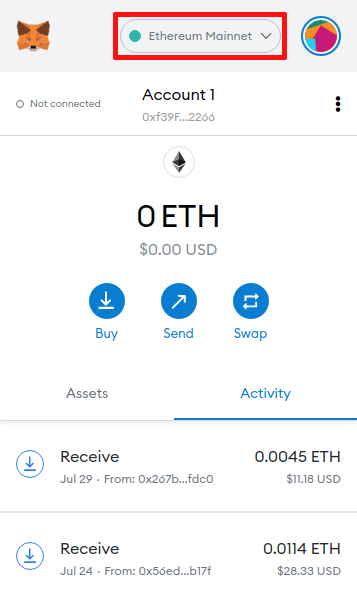 Ethereum Mainnet
Not connected
Account 1
0xf39F...2266
0 ETH
$0.00 USD
Buy
Send
Swap
Assets
Activity
Receive
0.0045 ETH
Jul 29 · From: 0x267b...fdc0
$11.18 USD
Receive
0.0114 ETH
Jul 24 · From: 0x56ed...b17f
$28.33 USD